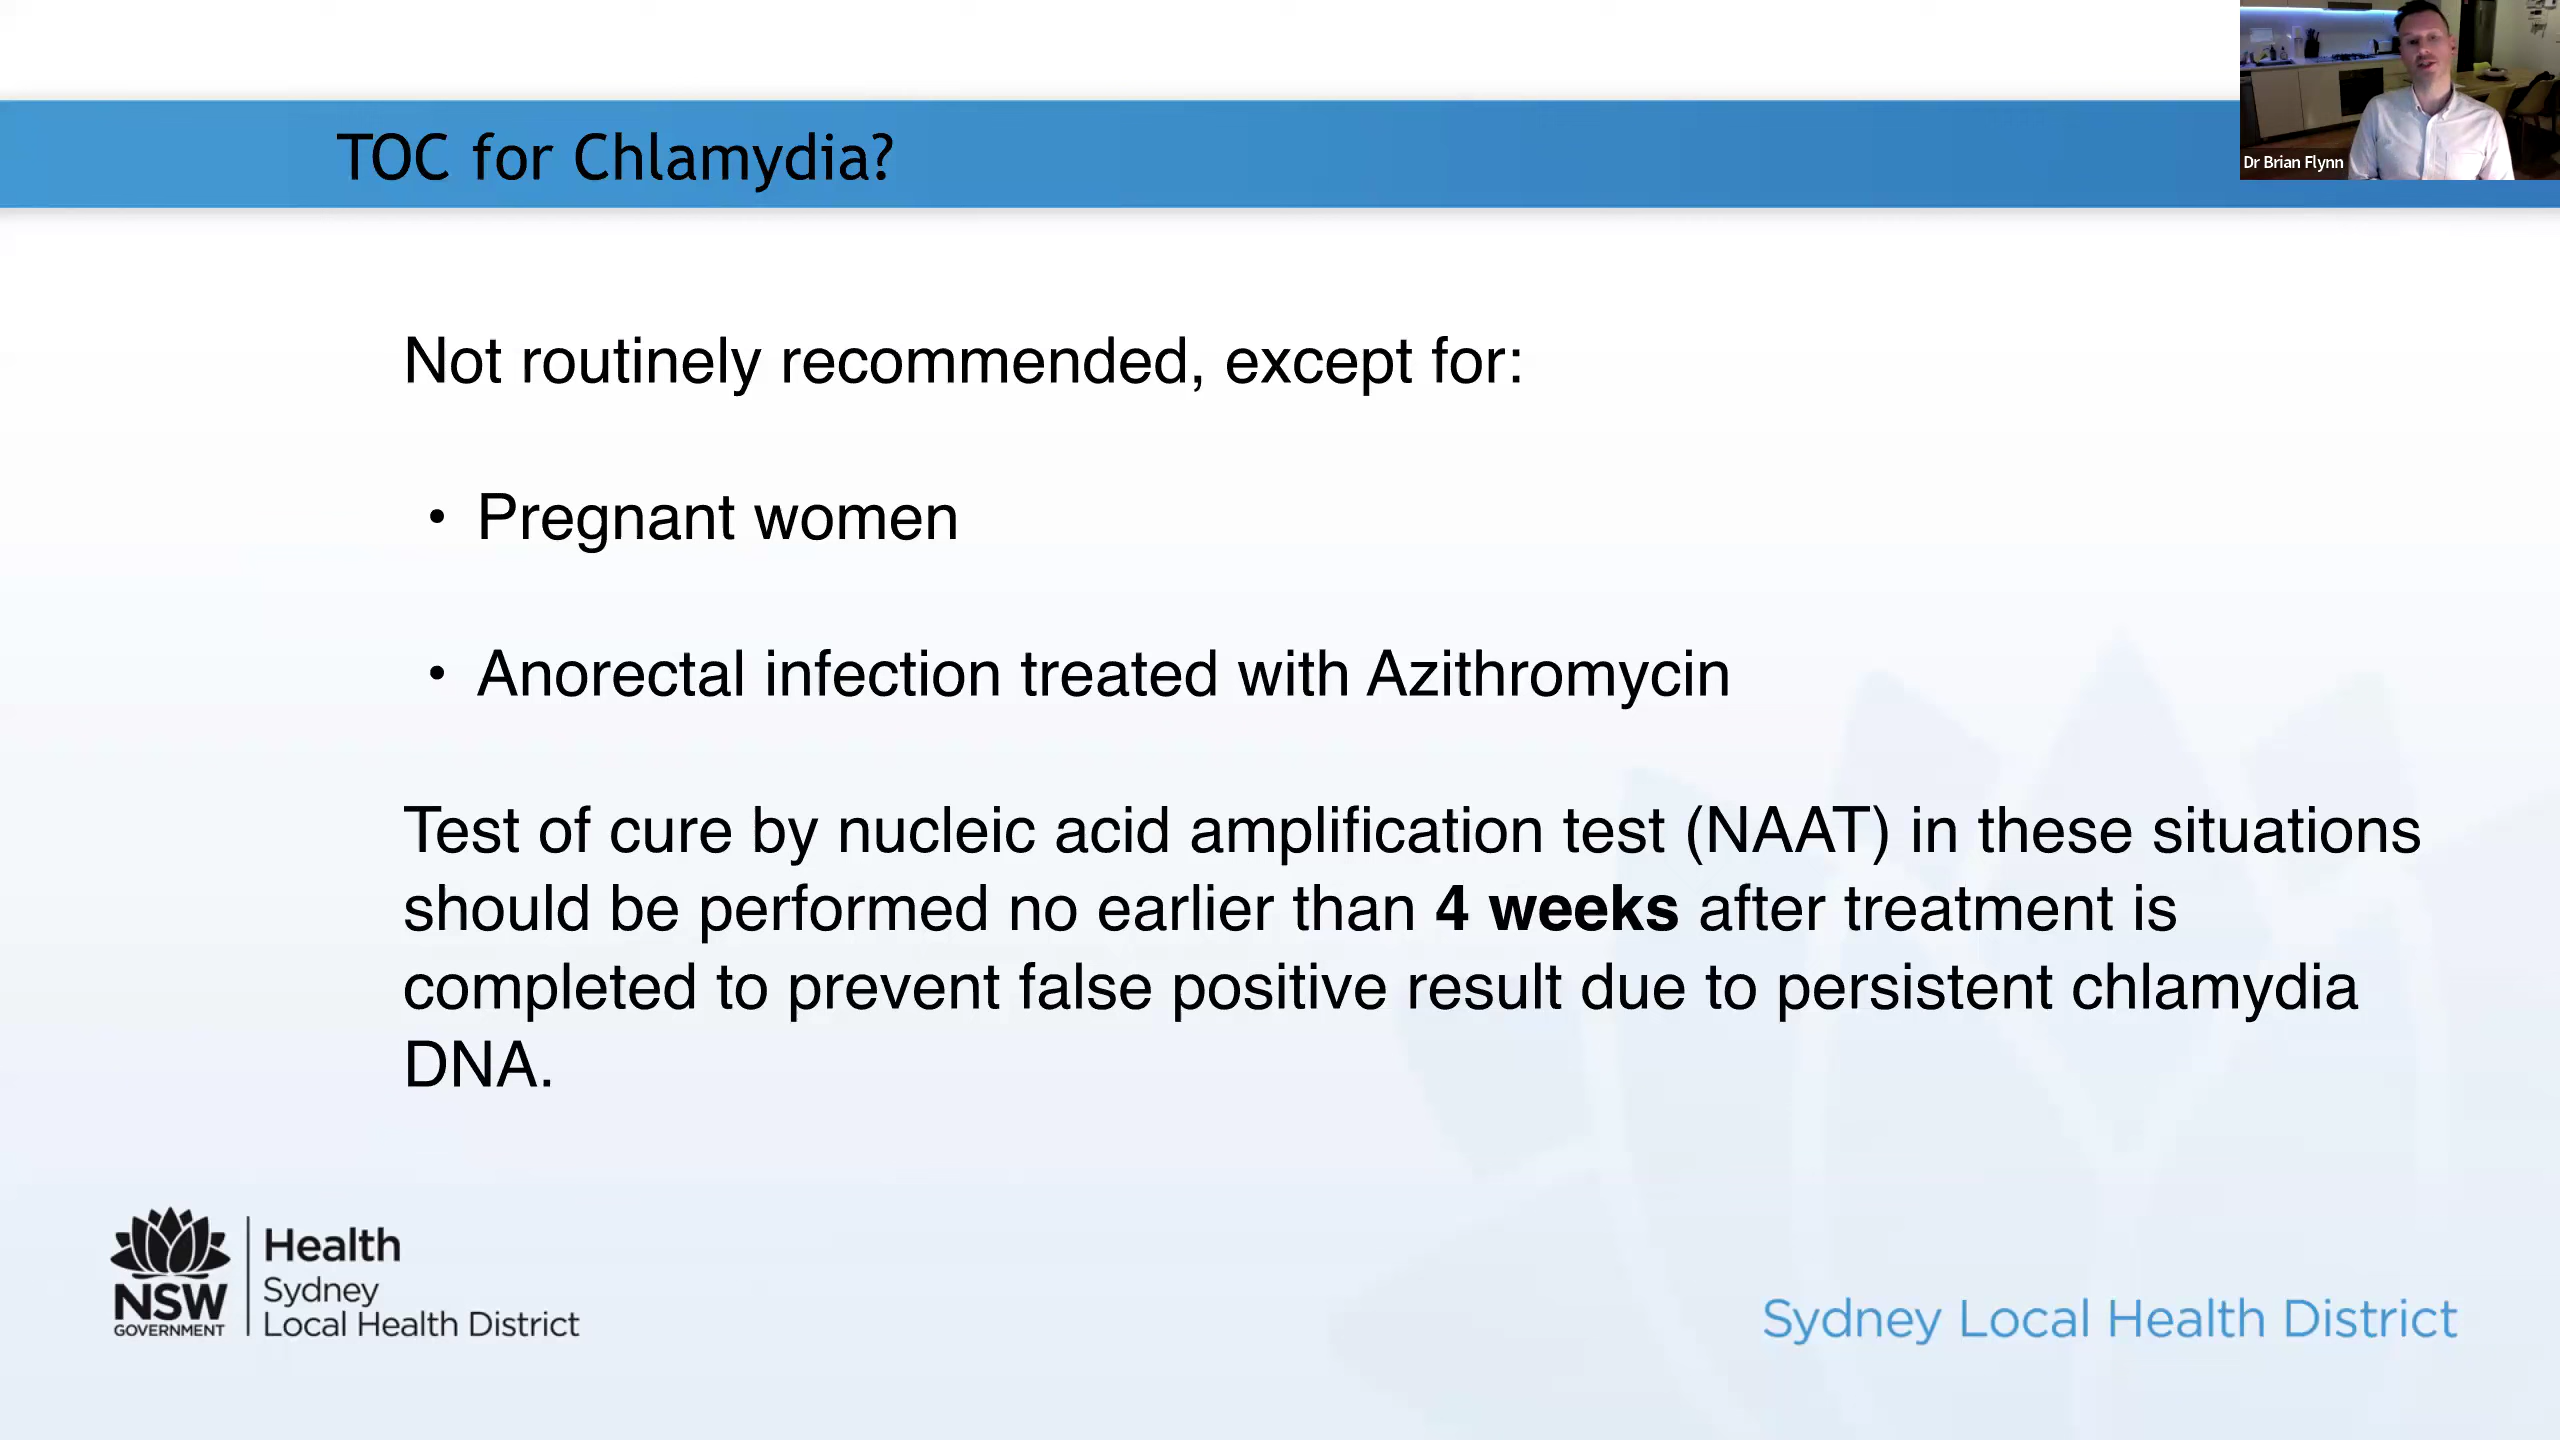 TOC for Chlamydia?
Dr Brian Flynn
Not routinely recommended, except for:
• Pregnant women
• Anorectal infection treated with Azithromycin
Test of cure by nucleic acid amplification test (NAAT) in these situations
should be performed no earlier than 4 weeks after treatment is
completed to prevent false positive result due to persistent chlamydia
DNA.
NSW
GOVERNMENT
Health
Sydney
Local Health District
Sydney Local Health District